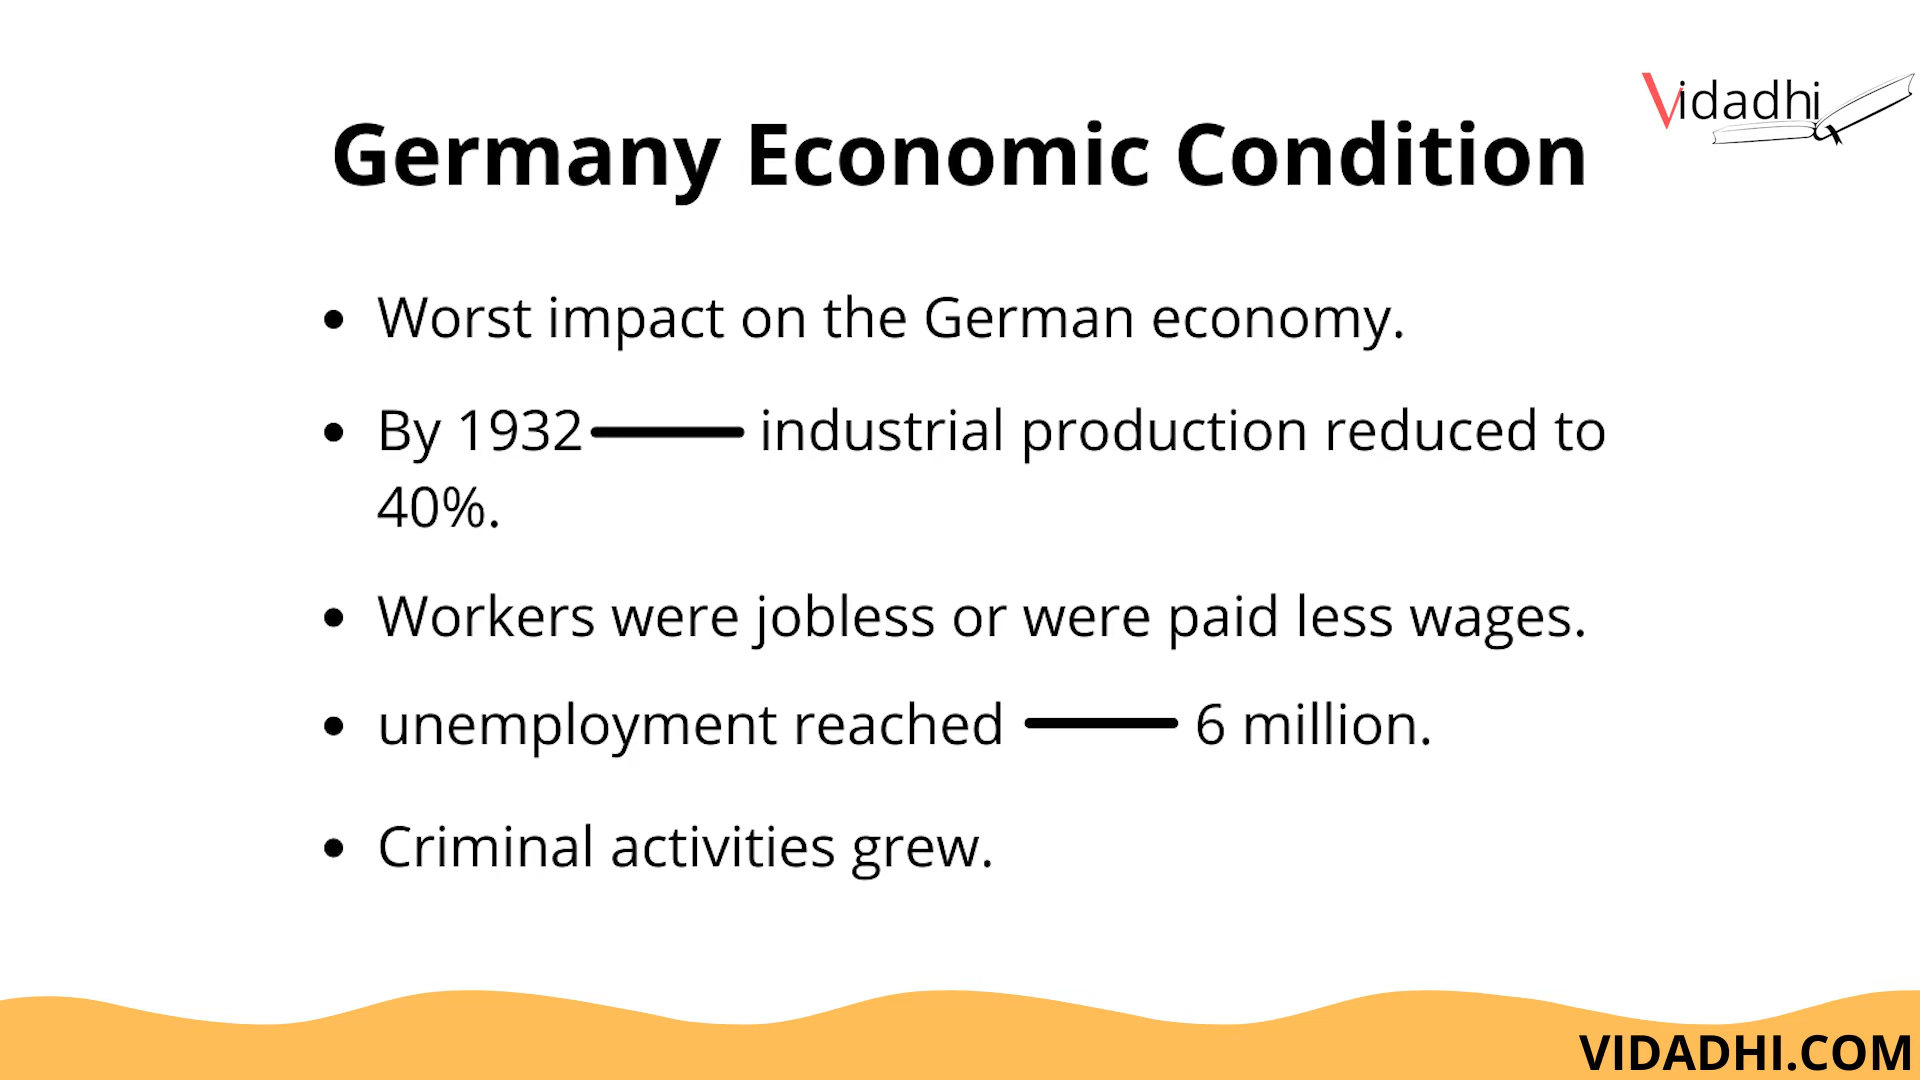 Vidadhi
Germany Economic Condition
• Worst impact on the German economy.
• By 1932 —— industrial production reduced to
40%.
• Workers were jobless or were paid less wages.
• unemployment reached —— 6 million.
• Criminal activities grew.
VIDADHI.COM